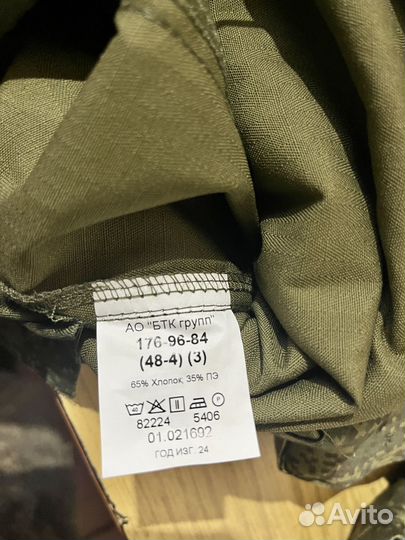 АО "БТК групп"
176-96-84
(48-4) (3)
65% Хлопок, 35% ПЭ
40 P
82224 5406
01.021692
ГОД ИЗГ. 24
Avito